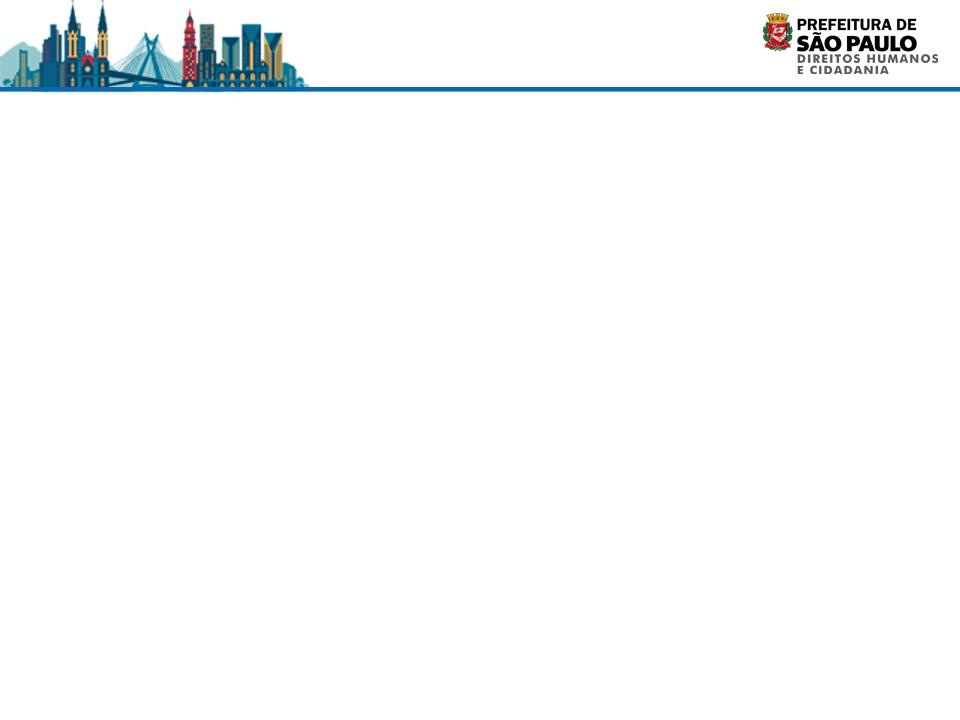 PREFEITURA DE
SÃO PAULO
DIREITOS HUMANOS
E CIDADANIA